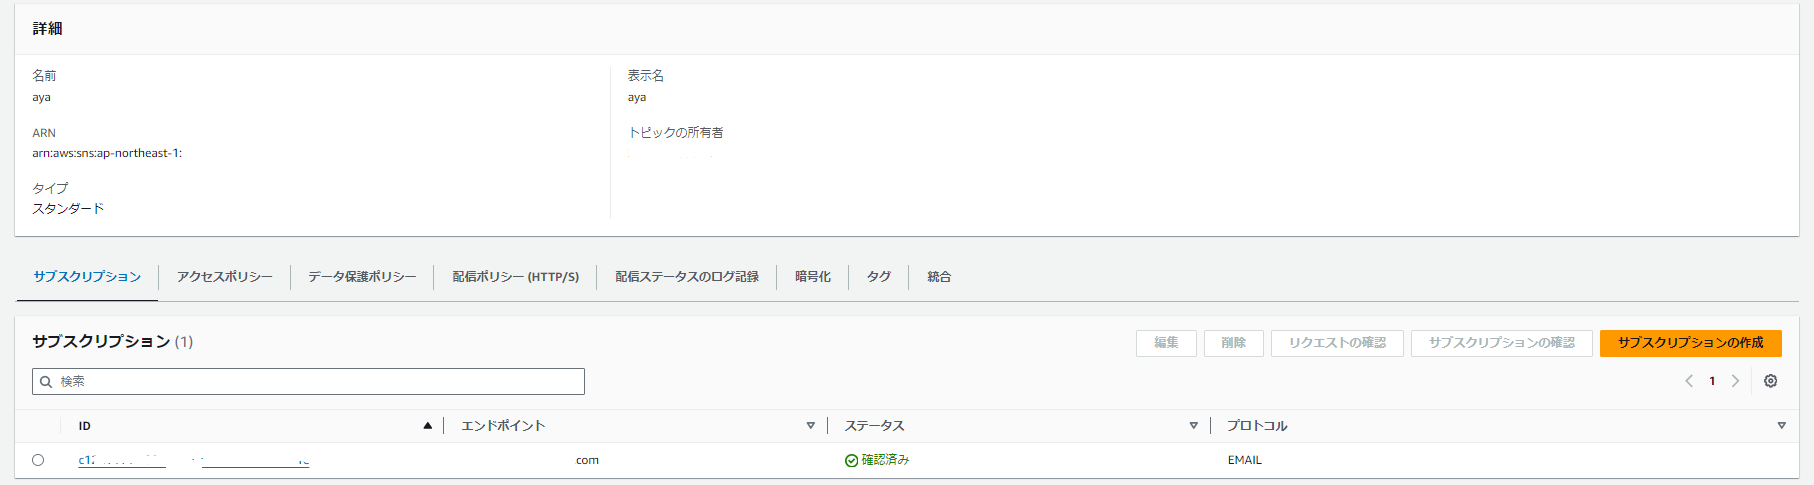 詳細
名前
aya
表示名
aya
ARN
arn:aws:sns:ap-northeast-1:
トピックの所有者
タイプ
スタンダード
サブスクリプション アクセスポリシー データ保護ポリシー 配信ポリシー (HTTP/S) 配信ステータスのログ記録 暗号化 タグ 統合
サブスクリプション (1)
編集 削除 リクエストの確認 サブスクリプションの確認 サブスクリプションの作成
検索
1
ID エンドポイント ステータス プロトコル
.com 確認済み EMAIL